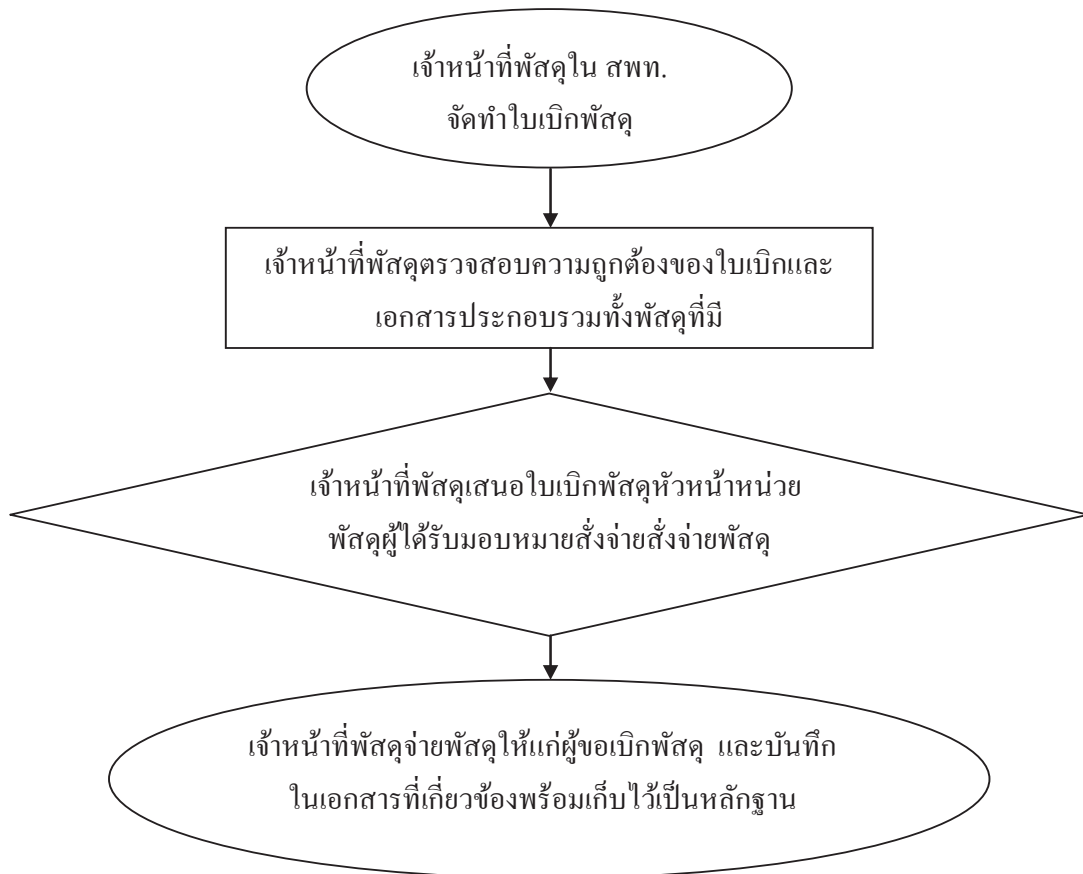 เจ้าหน้าที่พัสดุใน สพท.
จัดทำใบเบิกพัสดุ
เจ้าหน้าที่พัสดุตรวจสอบความถูกต้องของใบเบิกและ
เอกสารประกอบรวมทั้งพัสดุที่มี
เจ้าหน้าที่พัสดุเสนอใบเบิกพัสดุหัวหน้าหน่วย
พัสดุผู้ได้รับมอบหมายสั่งจ่ายสั่งจ่ายพัสดุ
เจ้าหน้าที่พัสดุจ่ายพัสดุให้แก่ผู้ขอเบิกพัสดุ และบันทึก
ในเอกสารที่เกี่ยวข้องพร้อมเก็บไว้เป็นหลักฐาน